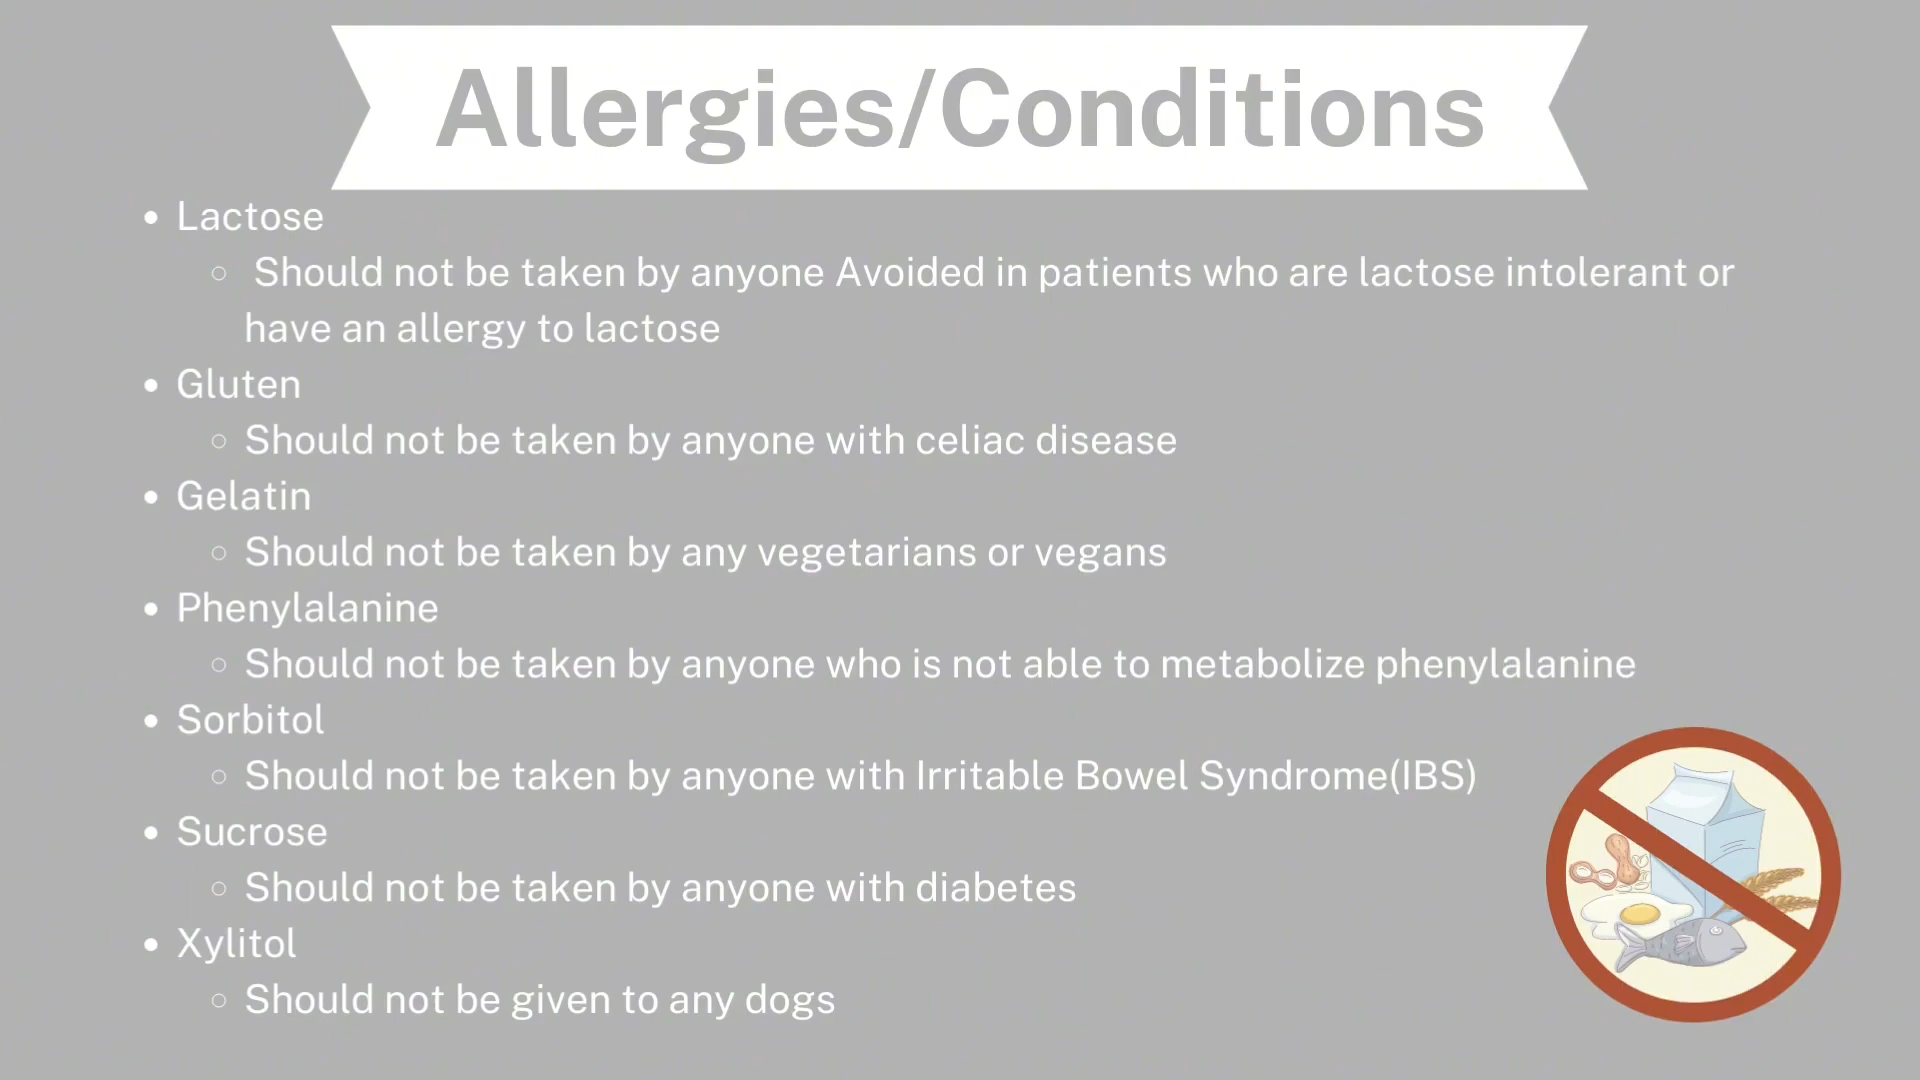 Allergies/Conditions
• Lactose
◦ Should not be taken by anyone Avoided in patients who are lactose intolerant or
have an allergy to lactose
• Gluten
◦ Should not be taken by anyone with celiac disease
• Gelatin
◦ Should not be taken by any vegetarians or vegans
• Phenylalanine
◦ Should not be taken by anyone who is not able to metabolize phenylalanine
• Sorbitol
◦ Should not be taken by anyone with Irritable Bowel Syndrome(IBS)
• Sucrose
◦ Should not be taken by anyone with diabetes
• Xylitol
◦ Should not be given to any dogs